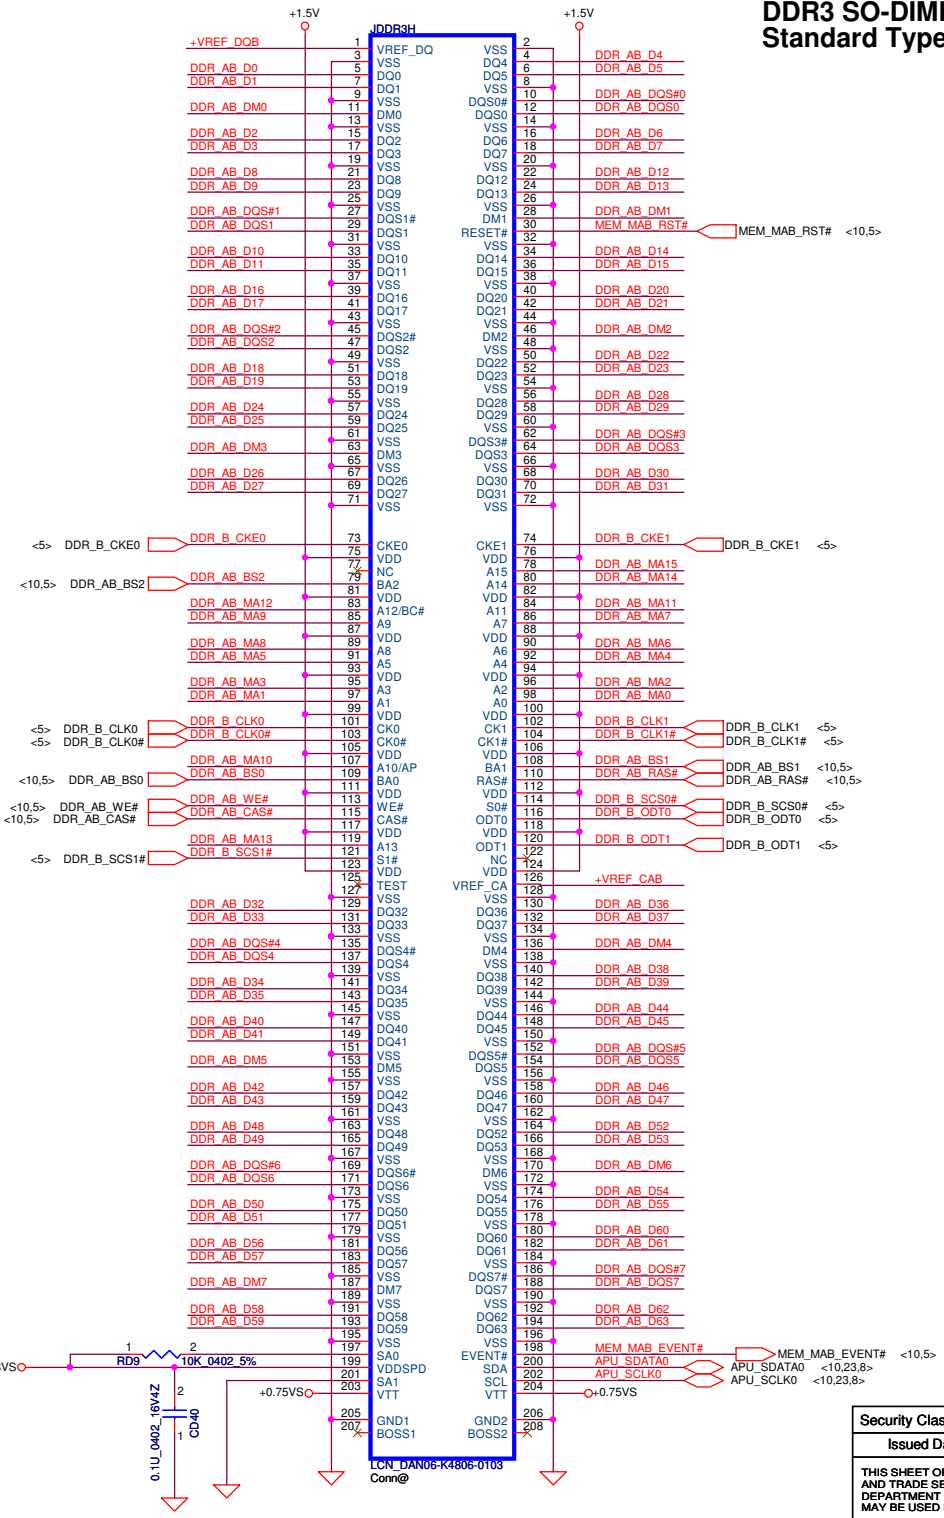 DDR3 SO-DIM
Standard Type
+1.5V +1.5V
JDDR3H
+VREF_DQB 1 VREF_DQ VSS 2
3 VSS DQ4 4 DDR_AB_D4
DDR_AB_D0 5 DQ0 DQ5 6 DDR_AB_D5
DDR_AB_D1 7 DQ1 VSS 8
9 VSS DQS0# 10 DDR_AB_DQS#0
DDR_AB_DM0 11 DM0 DQS0 12 DDR_AB_DQS0
13 VSS VSS 14
DDR_AB_D2 15 DQ2 DQ6 16 DDR_AB_D6
DDR_AB_D3 17 DQ3 DQ7 18 DDR_AB_D7
19 VSS VSS 20
DDR_AB_D8 21 DQ8 DQ12 22 DDR_AB_D12
DDR_AB_D9 23 DQ9 DQ13 24 DDR_AB_D13
25 VSS VSS 26
DDR_AB_DQS#1 27 DQS1# DM1 28 DDR_AB_DM1
DDR_AB_DQS1 29 DQS1 RESET# 30 MEM_MAB_RST# MEM_MAB_RST# <10,5>
31 VSS VSS 32
DDR_AB_D10 33 DQ10 DQ14 34 DDR_AB_D14
DDR_AB_D11 35 DQ11 DQ15 36 DDR_AB_D15
37 VSS VSS 38
DDR_AB_D16 39 DQ16 DQ20 40 DDR_AB_D20
DDR_AB_D17 41 DQ17 DQ21 42 DDR_AB_D21
43 VSS VSS 44
DDR_AB_DQS#2 45 DQS2# DM2 46 DDR_AB_DM2
DDR_AB_DQS2 47 DQS2 VSS 48
49 VSS DQ22 50 DDR_AB_D22
DDR_AB_D18 51 DQ18 DQ23 52 DDR_AB_D23
DDR_AB_D19 53 DQ19 VSS 54
55 VSS DQ28 56 DDR_AB_D28
DDR_AB_D24 57 DQ24 DQ29 58 DDR_AB_D29
DDR_AB_D25 59 DQ25 VSS 60
61 VSS DQS3# 62 DDR_AB_DQS#3
DDR_AB_DM3 63 DM3 DQS3 64 DDR_AB_DQS3
65 VSS VSS 66
DDR_AB_D26 67 DQ26 DQ30 68 DDR_AB_D30
DDR_AB_D27 69 DQ27 DQ31 70 DDR_AB_D31
71 VSS VSS 72
<5> DDR_B_CKE0 DDR_B_CKE0 73 CKE0 CKE1 74 DDR_B_CKE1 DDR_B_CKE1 <5>
75 VDD VDD 76
77 NC A15 78 DDR_AB_MA15
<10,5> DDR_AB_BS2 DDR_AB_BS2 79 BA2 A14 80 DDR_AB_MA14
81 VDD VDD 82
DDR_AB_MA12 83 A12/BC# A11 84 DDR_AB_MA11
DDR_AB_MA9 85 A9 A7 86 DDR_AB_MA7
87 VDD VDD 88
DDR_AB_MA8 89 A8 A6 90 DDR_AB_MA6
DDR_AB_MA5 91 A5 A4 92 DDR_AB_MA4
93 VDD VDD 94
DDR_AB_MA3 95 A3 A2 96 DDR_AB_MA2
DDR_AB_MA1 97 A1 A0 98 DDR_AB_MA0
99 VDD VDD 100
<5> DDR_B_CLK0 DDR_B_CLK0 101 CK0 CK1 102 DDR_B_CLK1 DDR_B_CLK1 <5>
<5> DDR_B_CLK0# DDR_B_CLK0# 103 CK0# CK1# 104 DDR_B_CLK1# DDR_B_CLK1# <5>
105 VDD VDD 106
DDR_AB_MA10 107 A10/AP BA1 108 DDR_AB_BS1 DDR_AB_BS1 <10,5>
<10,5> DDR_AB_BS0 DDR_AB_BS0 109 BA0 RAS# 110 DDR_AB_RAS# DDR_AB_RAS# <10,5>
111 VDD VDD 112
<10,5> DDR_AB_WE# DDR_AB_WE# 113 WE# S0# 114 DDR_B_SCS0# DDR_B_SCS0# <5>
<10,5> DDR_AB_CAS# DDR_AB_CAS# 115 CAS# ODT0 116 DDR_B_ODT0 DDR_B_ODT0 <5>
117 VDD VDD 118
DDR_AB_MA13 119 A13 ODT1 120 DDR_B_ODT1 DDR_B_ODT1 <5>
<5> DDR_B_SCS1# DDR_B_SCS1# 121 S1# NC 122
123 VDD VDD 124
125 TEST VREF_CA 126 +VREF_CAB
127 VSS VSS 128
DDR_AB_D32 129 DQ32 DQ36 130 DDR_AB_D36
DDR_AB_D33 131 DQ33 DQ37 132 DDR_AB_D37
133 VSS VSS 134
DDR_AB_DQS#4 135 DQS4# DM4 136 DDR_AB_DM4
DDR_AB_DQS4 137 DQS4 VSS 138
139 VSS DQ38 140 DDR_AB_D38
DDR_AB_D34 141 DQ34 DQ39 142 DDR_AB_D39
DDR_AB_D35 143 DQ35 VSS 144
145 VSS DQ44 146 DDR_AB_D44
DDR_AB_D40 147 DQ40 DQ45 148 DDR_AB_D45
DDR_AB_D41 149 DQ41 VSS 150
151 VSS DQS5# 152 DDR_AB_DQS#5
DDR_AB_DM5 153 DM5 DQS5 154 DDR_AB_DQS5
155 VSS VSS 156
DDR_AB_D42 157 DQ42 DQ46 158 DDR_AB_D46
DDR_AB_D43 159 DQ43 DQ47 160 DDR_AB_D47
161 VSS VSS 162
DDR_AB_D48 163 DQ48 DQ52 164 DDR_AB_D52
DDR_AB_D49 165 DQ49 DQ53 166 DDR_AB_D53
167 VSS VSS 168
DDR_AB_DQS#6 169 DQS6# DM6 170 DDR_AB_DM6
DDR_AB_DQS6 171 DQS6 VSS 172
173 VSS DQ54 174 DDR_AB_D54
DDR_AB_D50 175 DQ50 DQ55 176 DDR_AB_D55
DDR_AB_D51 177 DQ51 VSS 178
179 VSS DQ60 180 DDR_AB_D60
DDR_AB_D56 181 DQ56 DQ61 182 DDR_AB_D61
DDR_AB_D57 183 DQ57 VSS 184
185 VSS DQS7# 186 DDR_AB_DQS#7
DDR_AB_DM7 187 DM7 DQS7 188 DDR_AB_DQS7
189 VSS VSS 190
DDR_AB_D58 191 DQ58 DQ62 192 DDR_AB_D62
DDR_AB_D59 193 DQ59 DQ63 194 DDR_AB_D63
195 VSS VSS 196
1 2 197 SA0 EVENT# 198 MEM_MAB_EVENT# MEM_MAB_EVENT# <10,5>
VS RD9 10K_0402_5% 199 VDDSPD SDA 200 APU_SDATA0 APU_SDATA0 <10,23,8>
201 SA1 SCL 202 APU_SCLK0 APU_SCLK0 <10,23,8>
+0.75VS 203 VTT VTT 204 +0.75VS
0.1U_0402_16V4Z 2 1 CD40
205 GND1 GND2 206
207 BOSS1 BOSS2 208
LCN_DAN06-K4806-0103
Conn@
Security Clas
Issued Da
THIS SHEET OF
AND TRADE SE
DEPARTMENT
MAY BE USED